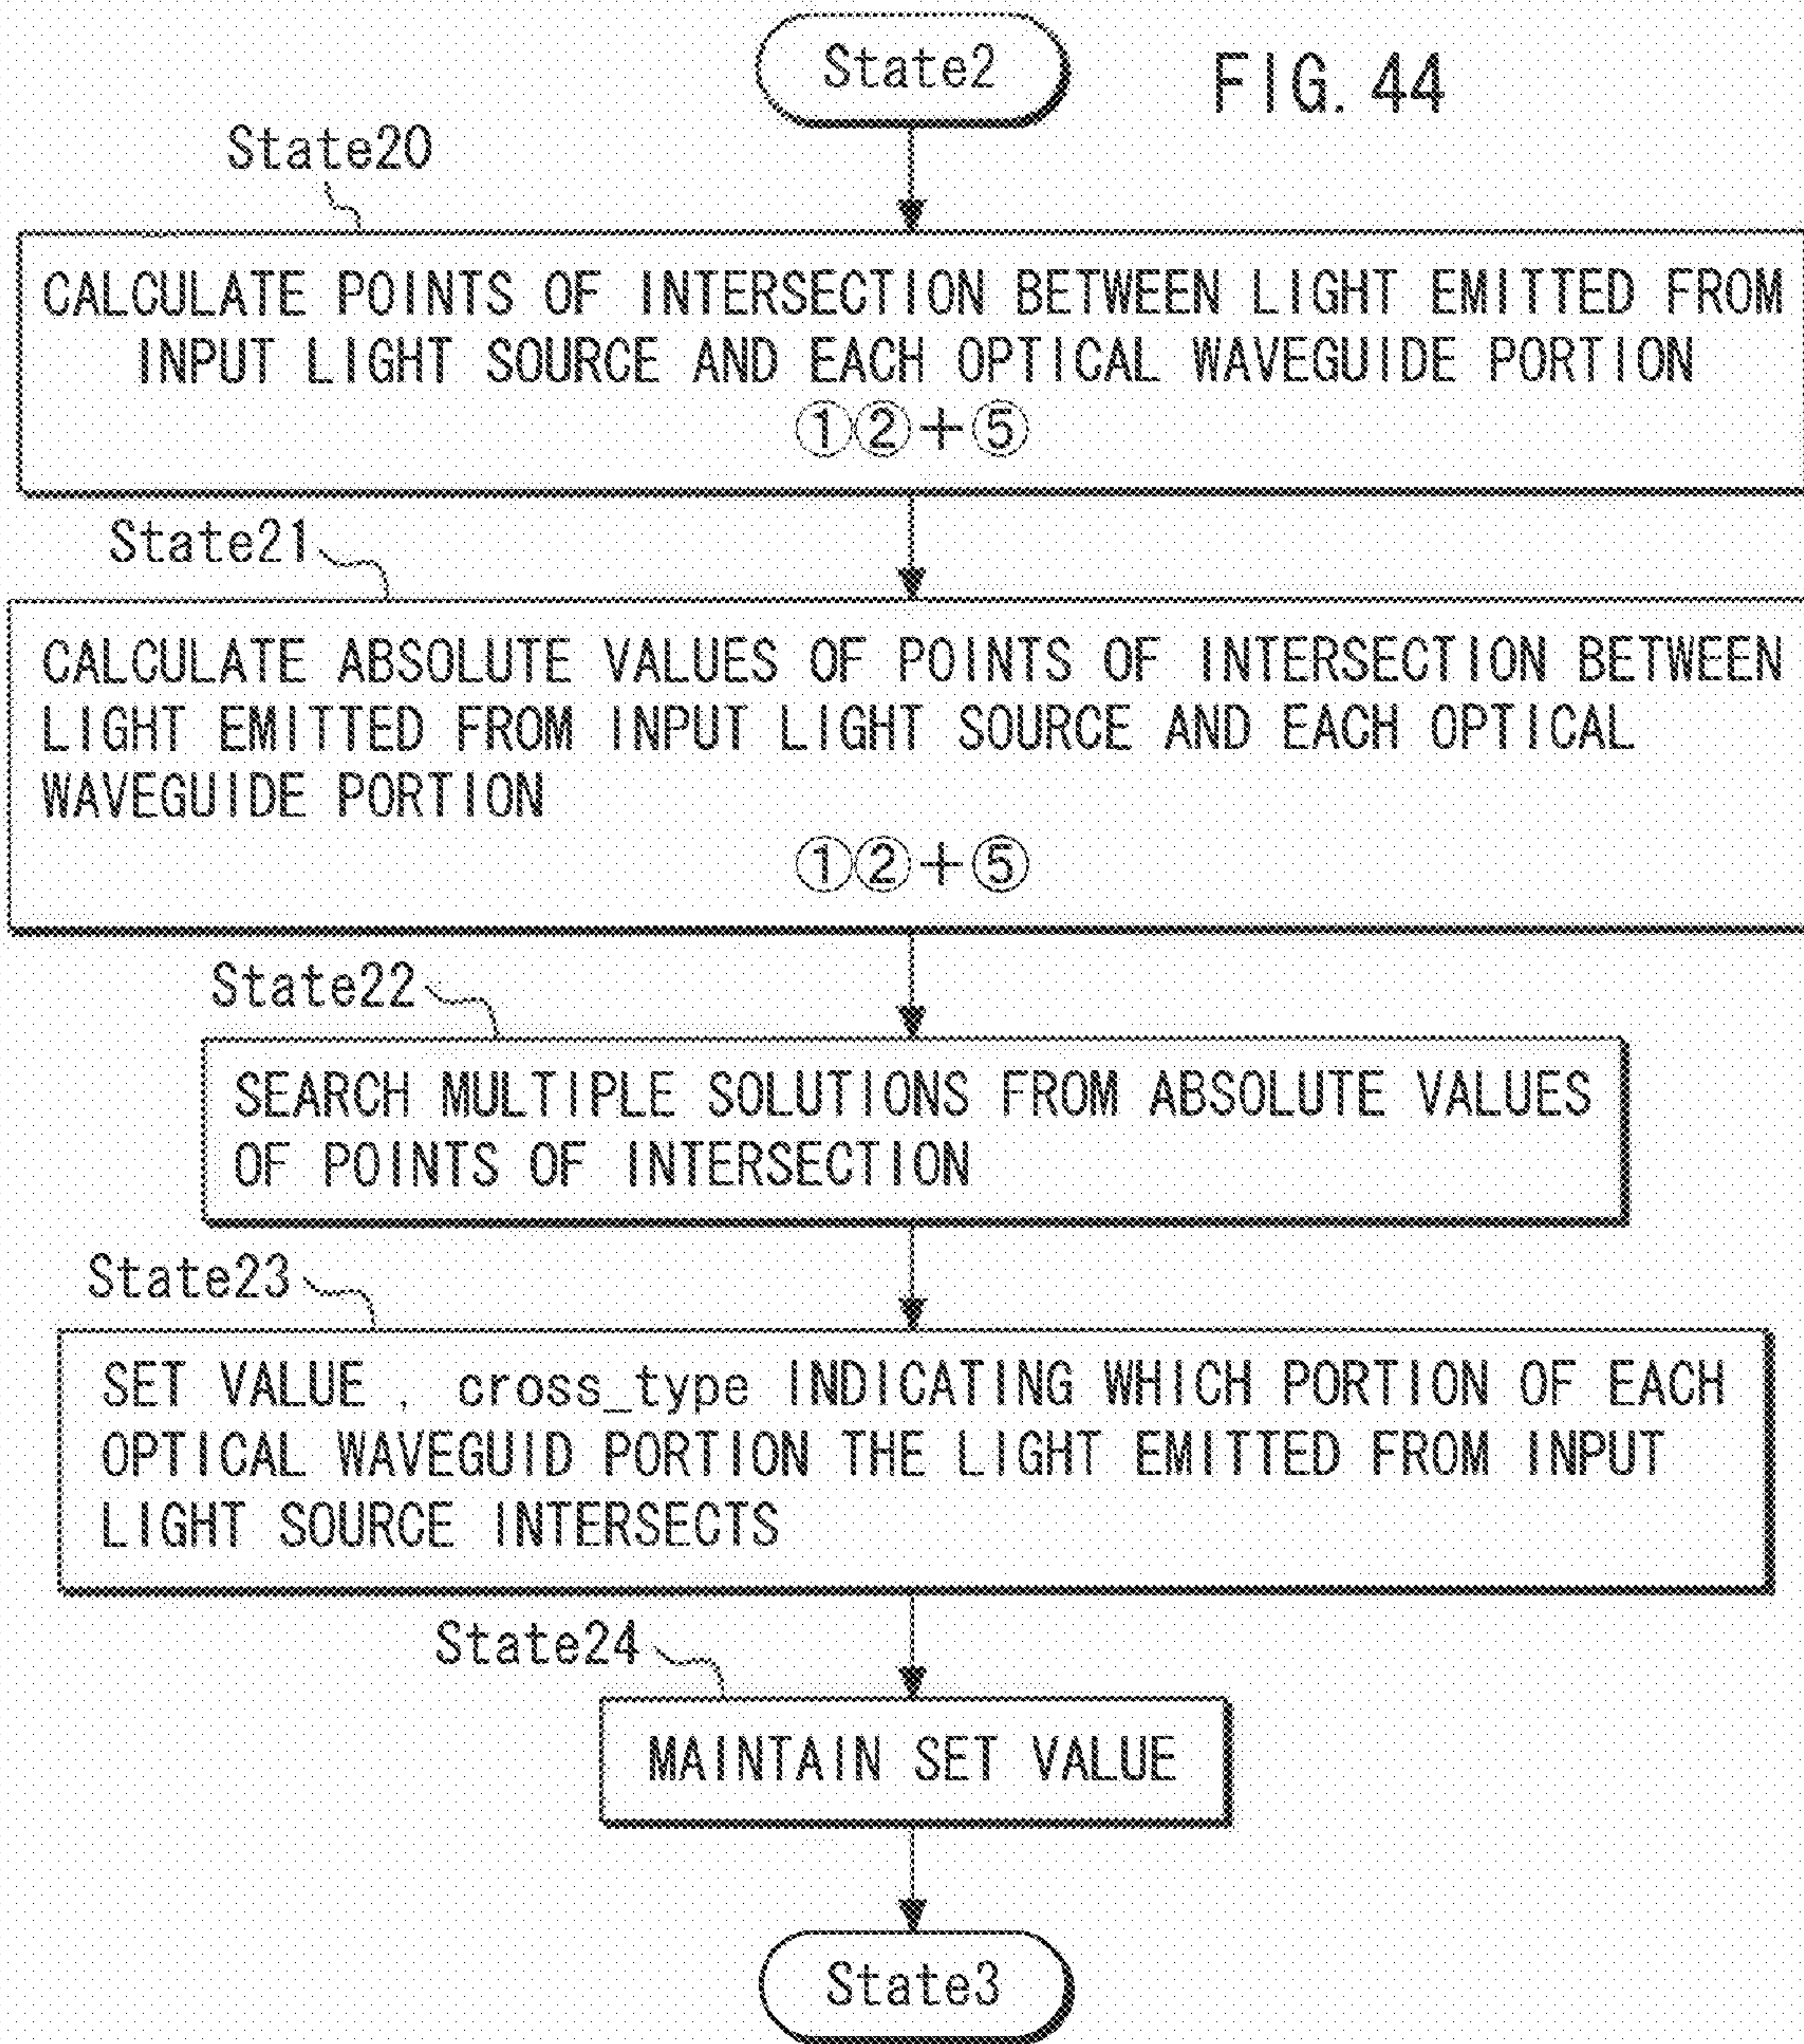 State2
FIG. 44
State20
CALCULATE POINTS OF INTERSECTION BETWEEN LIGHT EMITTED FROM
INPUT LIGHT SOURCE AND EACH OPTICAL WAVEGUIDE PORTION
①②+⑤
State21
CALCULATE ABSOLUTE VALUES OF POINTS OF INTERSECTION BETWEEN
LIGHT EMITTED FROM INPUT LIGHT SOURCE AND EACH OPTICAL
WAVEGUIDE PORTION
①②+⑤
State22
SEARCH MULTIPLE SOLUTIONS FROM ABSOLUTE VALUES
OF POINTS OF INTERSECTION
State23
SET VALUE , cross_type INDICATING WHICH PORTION OF EACH
OPTICAL WAVEGUID PORTION THE LIGHT EMITTED FROM INPUT
LIGHT SOURCE INTERSECTS
State24
MAINTAIN SET VALUE
State3